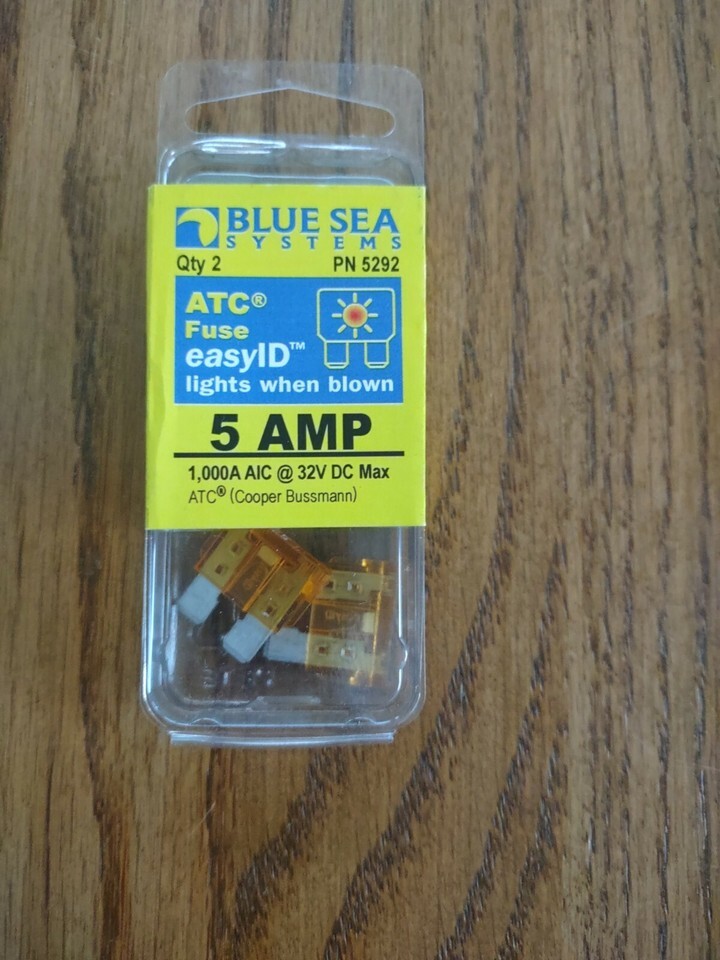 BLUE SEA
SYSTEMS
Qty 2 PN 5292
ATC®
Fuse
easyID™
lights when blown
5 AMP
1,000A AIC @ 32V DC Max
ATC® (Cooper Bussmann)